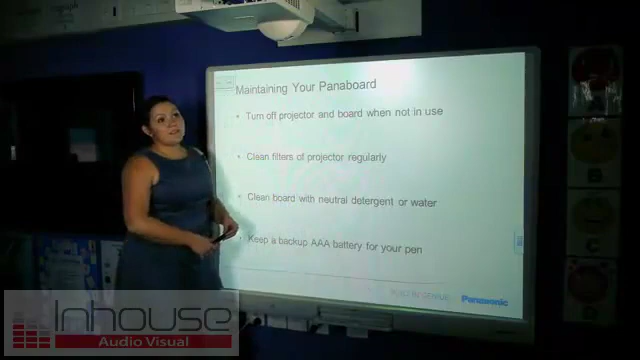 Maintaining Your Panaboard
• Turn off projector and board when not in use
• Clean filters of projector regularly
• Clean board with neutral detergent or water
• Keep a backup AAA battery for your pen
Panasonic
B
C
Inhouse
Audio Visual